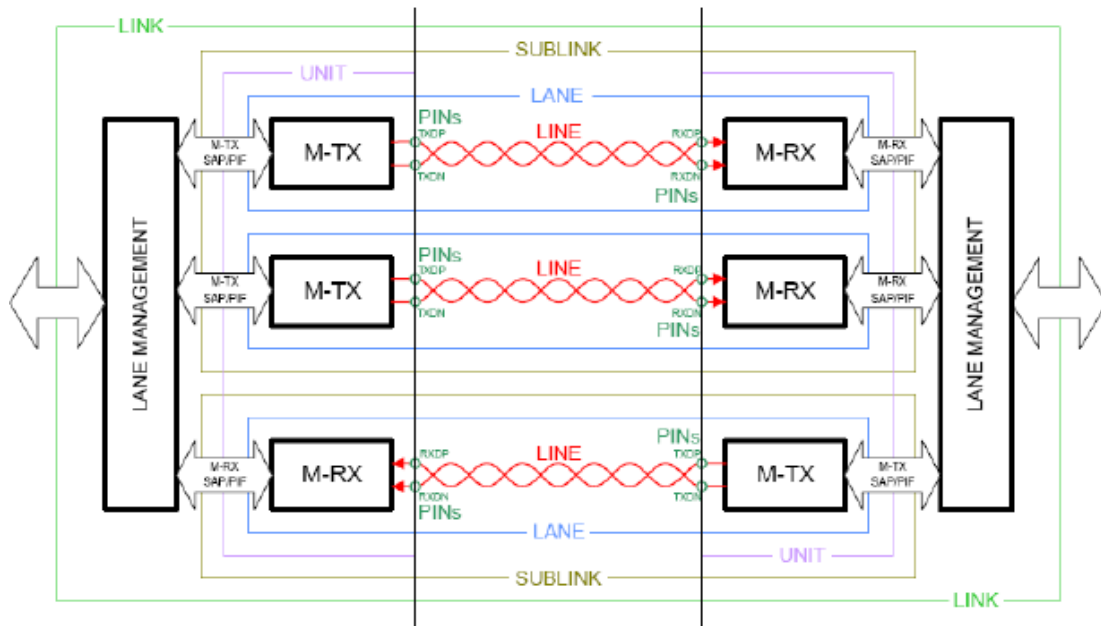 LINK
SUBLINK
UNIT
LANE
PINs
TXDP
LINE
RXDP
M-TX
SAP/PIF
M-TX
M-RX
M-RX
SAP/PIF
TXDN
RXDN
PINs
LANE MANAGEMENT
LANE MANAGEMENT
PINs
TXDP
LINE
RXDP
M-TX
SAP/PIF
M-TX
M-RX
M-RX
SAP/PIF
TXDN
RXDN
PINs
PINs
RXDP
LINE
TXDP
M-RX
SAP/PIF
M-RX
M-TX
M-TX
SAP/PIF
RXDN
TXDN
PINs
LANE
UNIT
SUBLINK
LINK